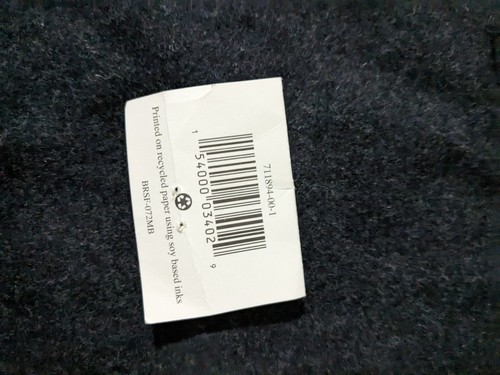 711894-00-1
1 54000 03402 9
Printed on recycled paper using soy based inks
BRSF-072MB